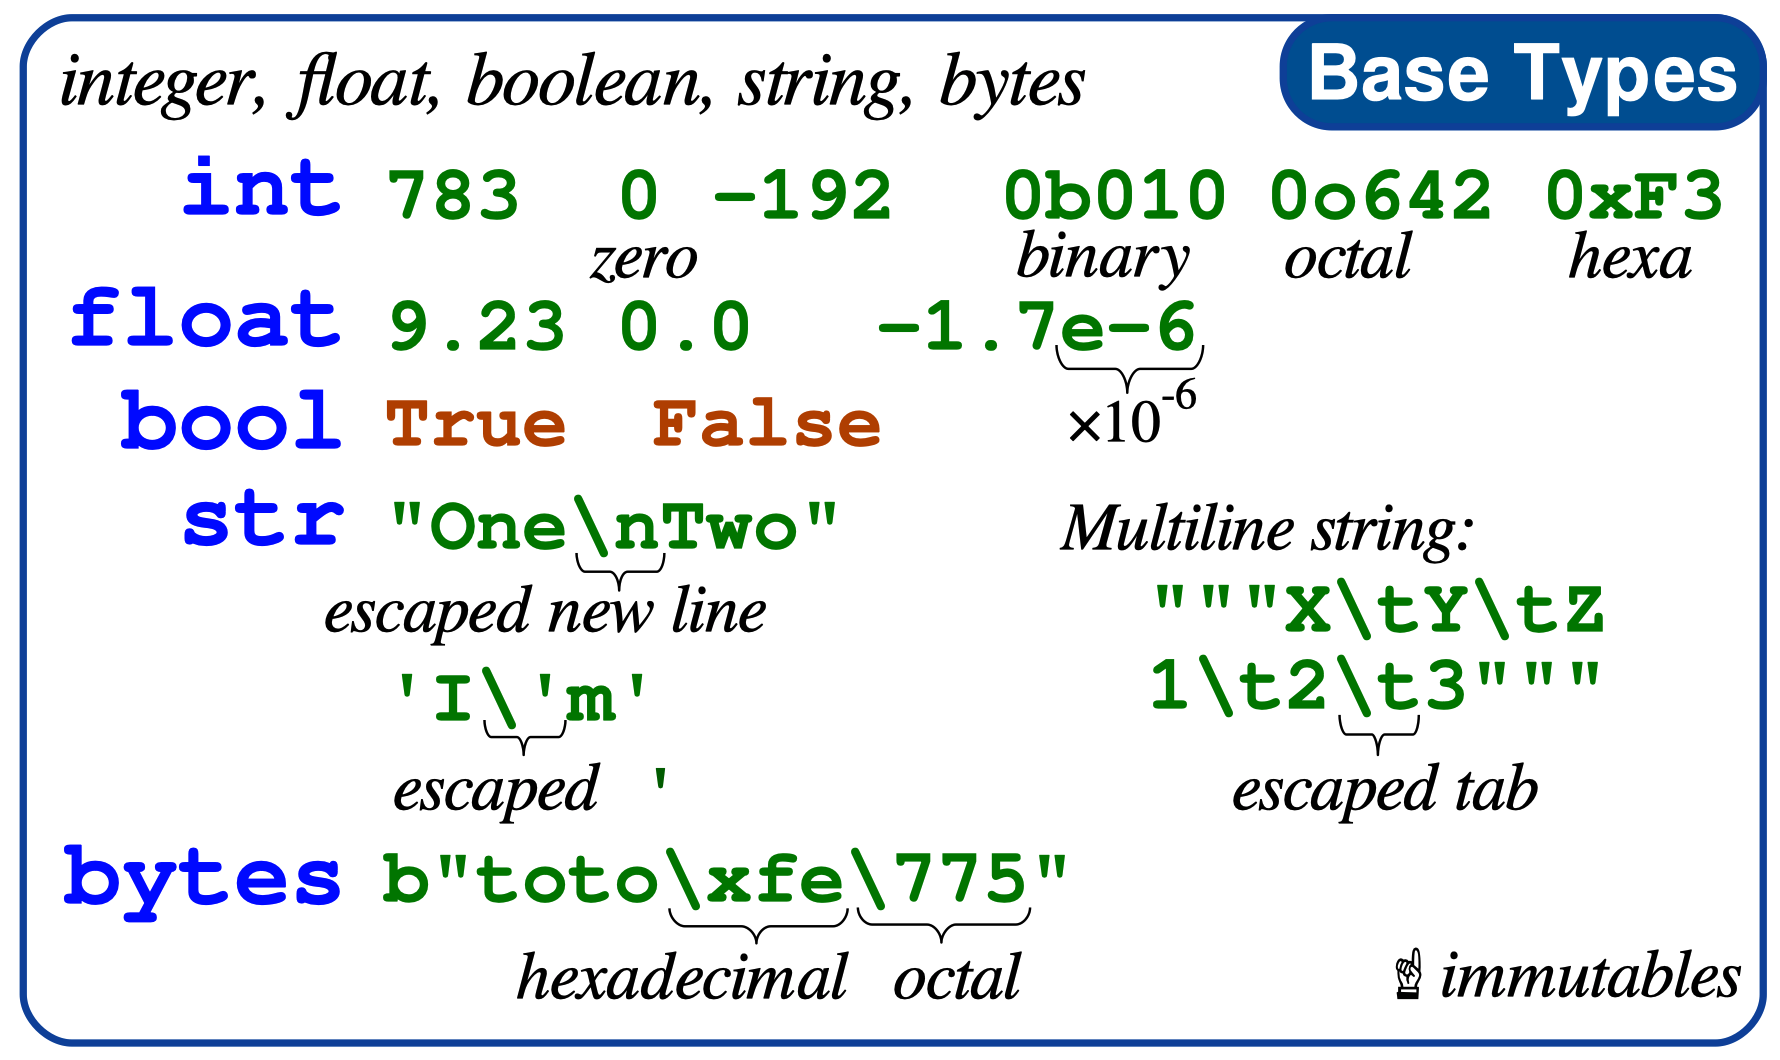 integer, float, boolean, string, bytes
Base Types
int 783 0 -192 0b010 0o642 0xF3
zero binary octal hexa
float 9.23 0.0 -1.7e-6
×10-6
bool True False
str "One\nTwo"
escaped new line
Multiline string:
"""X\tY\tZ
1\t2\t3"""
escaped tab
'I\'m'
escaped '
bytes b"toto\xfe\775"
hexadecimal octal
☝ immutables